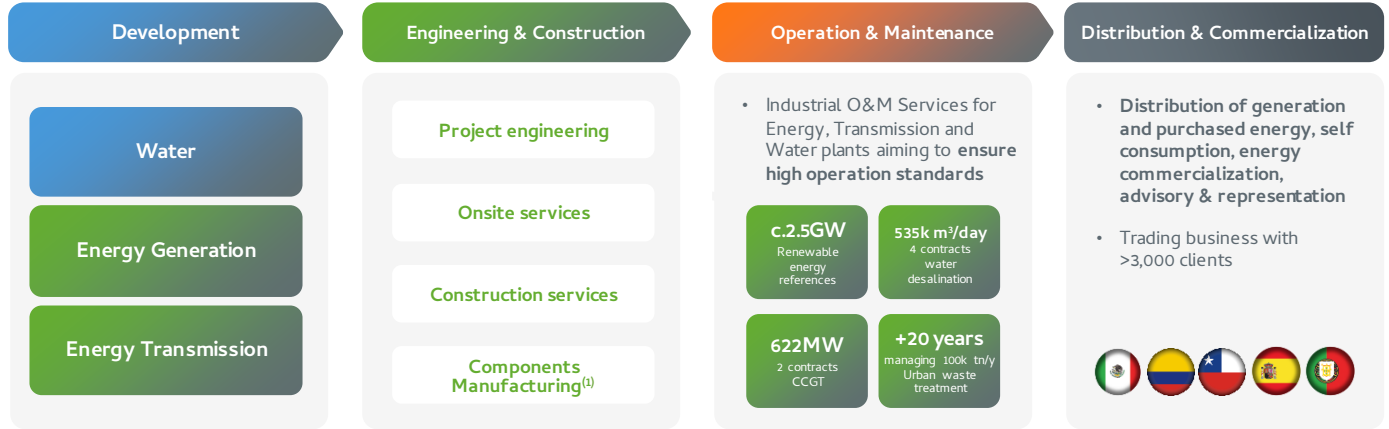 Development
Water
Energy Generation
Energy Transmission
Engineering & Construction
Project engineering
Onsite services
Construction services
Components
Manufacturing⁽¹⁾
Operation & Maintenance
• Industrial O&M Services for
Energy, Transmission and
Water plants aiming to ensure
high operation standards
c.2.5GW
Renewable
energy
references
535k m³/day
4 contracts
water
desalination
622MW
2 contracts
CCGT
+20 years
managing 100k tn/y
Urban waste
treatment
Distribution & Commercialization
• Distribution of generation
and purchased energy, self
consumption, energy
commercialization,
advisory & representation
• Trading business with
>3,000 clients